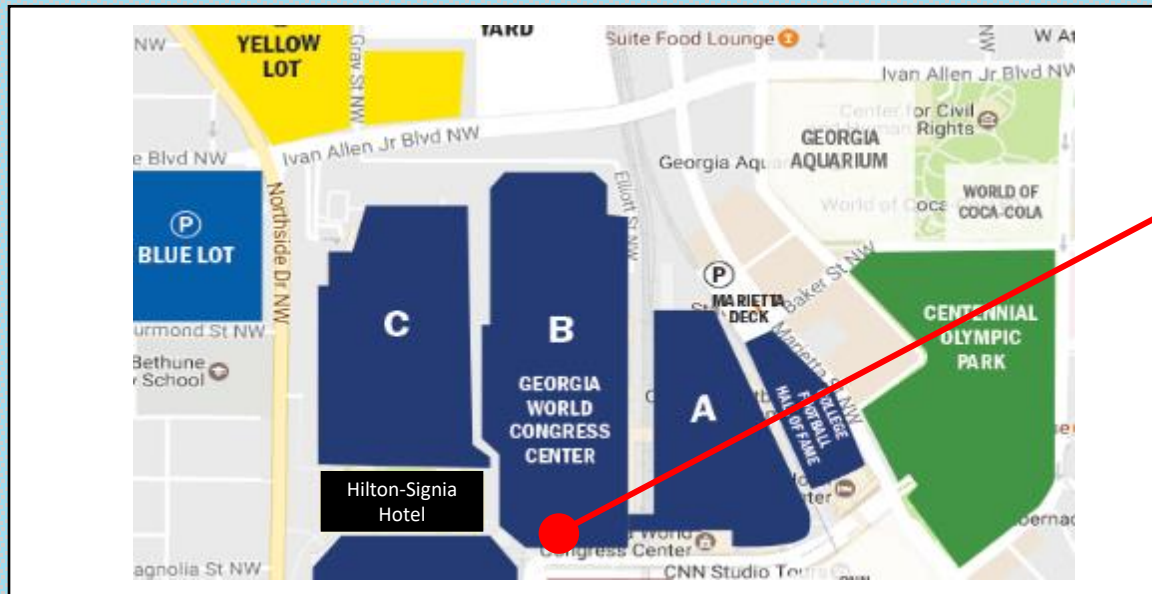 NW
YELLOW
LOT
Gray St NW
YARD
Suite Food Lounge
NW
W At
Ivan Allen Jr Blvd NW
Center for Civil
Human Rights
GEORGIA
AQUARIUM
Georgia Aqu
World of Coca
WORLD OF
COCA-COLA
Ivan Allen Jr Blvd NW
e Blvd NW
P
BLUE LOT
Northside Dr NW
Elliott St NW
C
B
GEORGIA
WORLD
CONGRESS
CENTER
A
P
MARIETTA
DECK
Baker St NW
Marietta St NW
COLLEGE
FOOTBALL
HALL OF FAME
CENTENNIAL
OLYMPIC
PARK
urmond St NW
Bethune
School
Hilton-Signia
Hotel
World
Congress Center
CNN Studio Tours
agnolia St NW